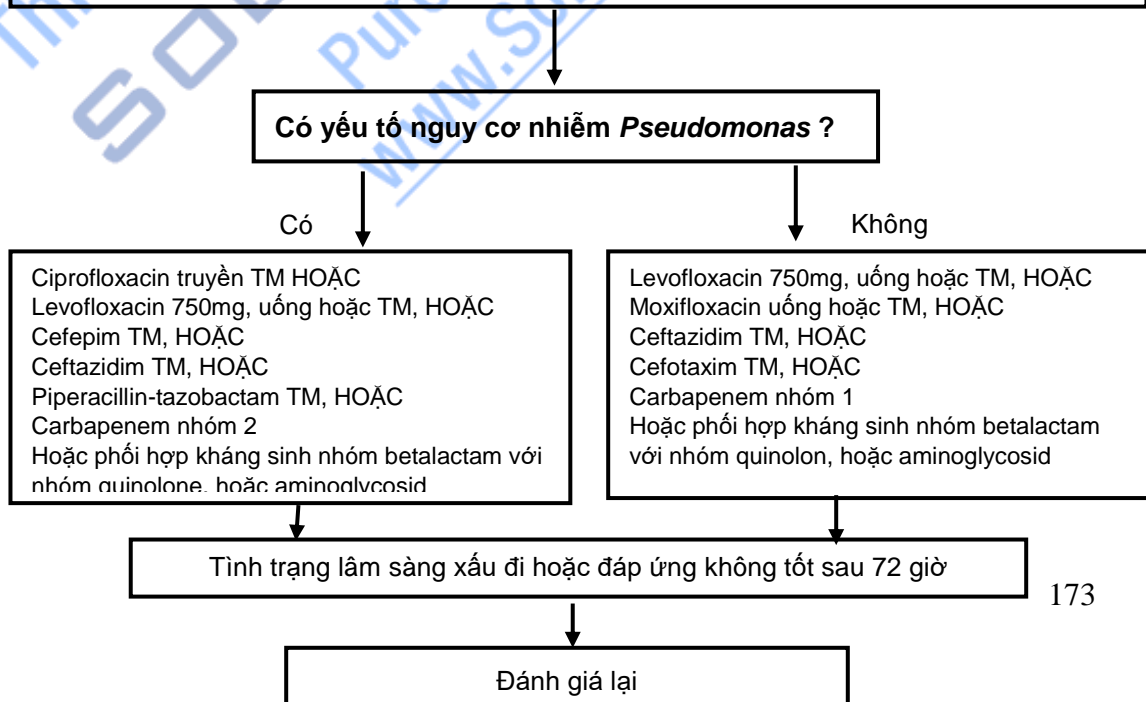 Có yếu tố nguy cơ nhiễm Pseudomonas ?
Có
Không
Ciprofloxacin truyền TM HOẶC
Levofloxacin 750mg, uống hoặc TM, HOẶC
Cefepim TM, HOẶC
Ceftazidim TM, HOẶC
Piperacillin-tazobactam TM, HOẶC
Carbapenem nhóm 2
Hoặc phối hợp kháng sinh nhóm betalactam với
nhóm quinolone, hoặc aminoglycosid
Levofloxacin 750mg, uống hoặc TM, HOẶC
Moxifloxacin uống hoặc TM, HOẶC
Ceftazidim TM, HOẶC
Cefotaxim TM, HOẶC
Carbapenem nhóm 1
Hoặc phối hợp kháng sinh nhóm betalactam
với nhóm quinolon, hoặc aminoglycosid
Tình trạng lâm sàng xấu đi hoặc đáp ứng không tốt sau 72 giờ
173
Đánh giá lại